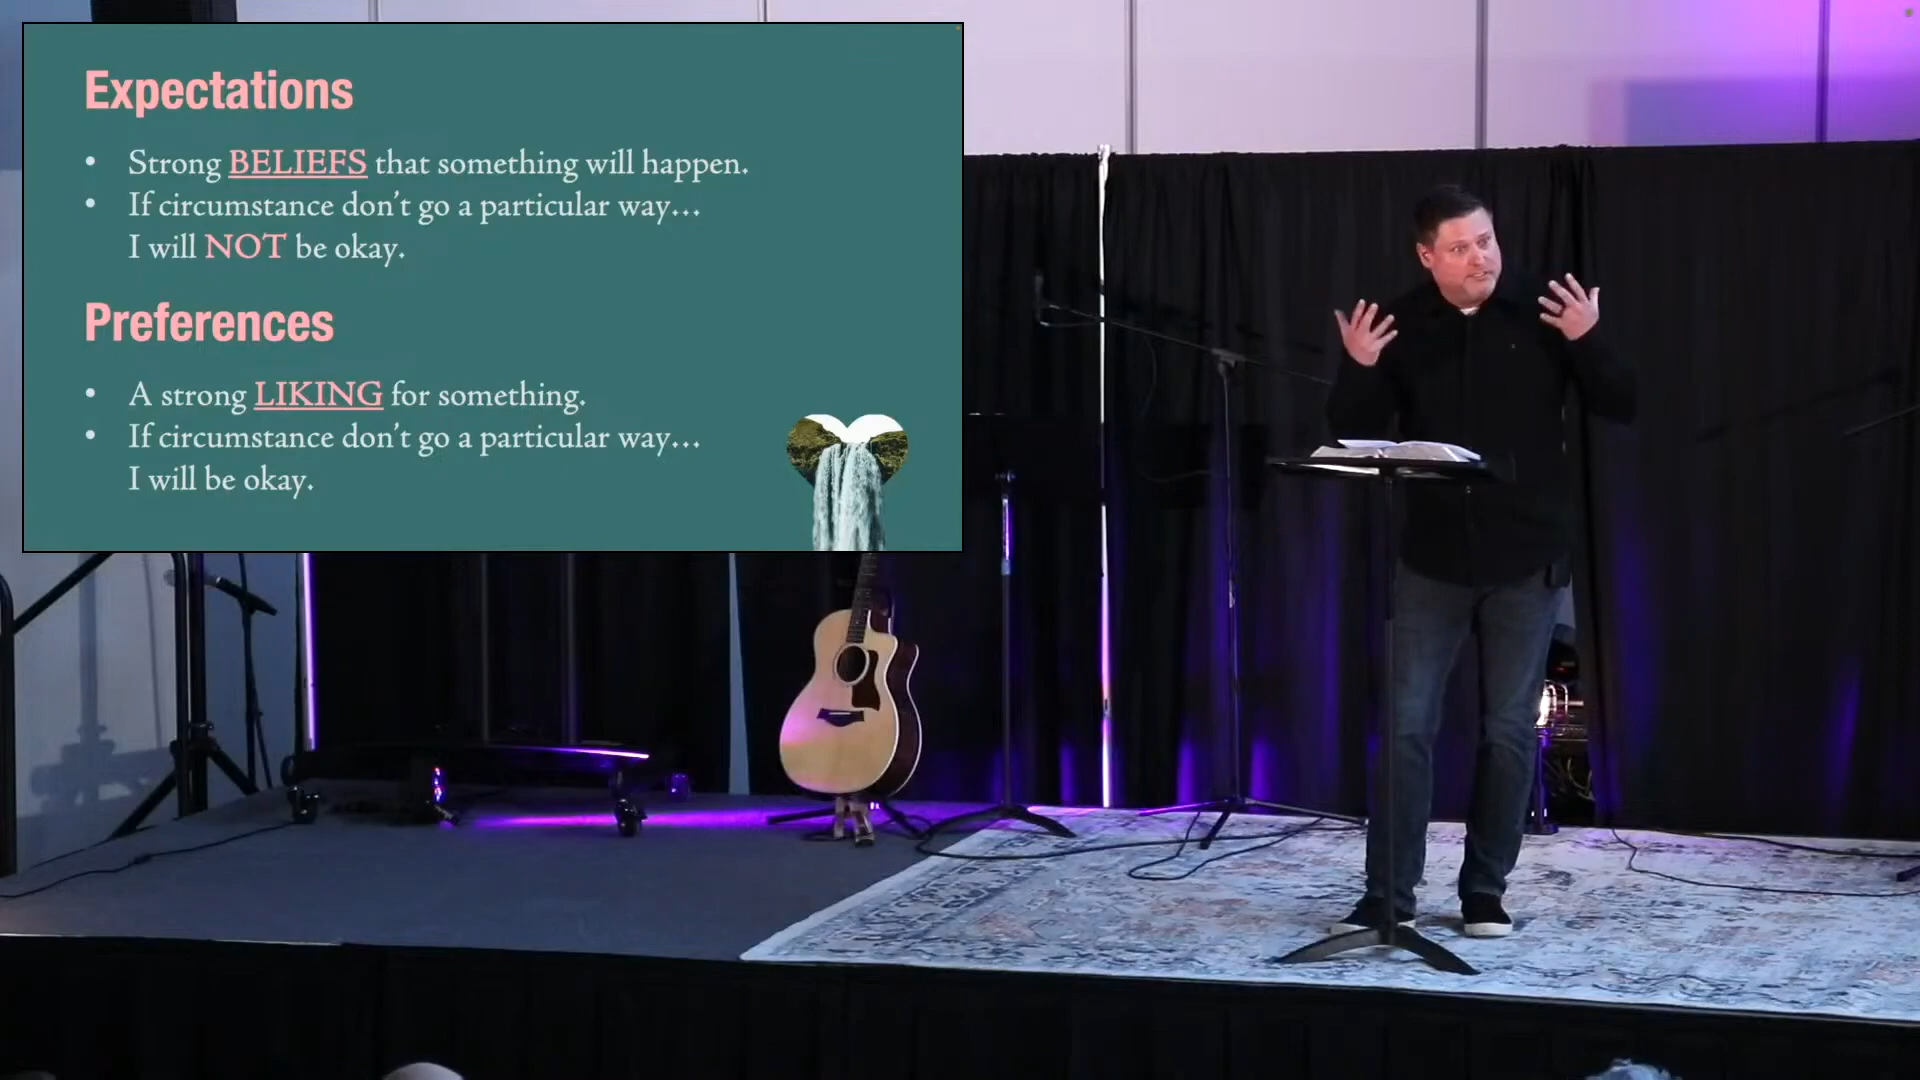 Expectations
• Strong BELIEFS that something will happen.
• If circumstance don't go a particular way...
I will NOT be okay.
Preferences
• A strong LIKING for something.
• If circumstance don't go a particular way...
I will be okay.